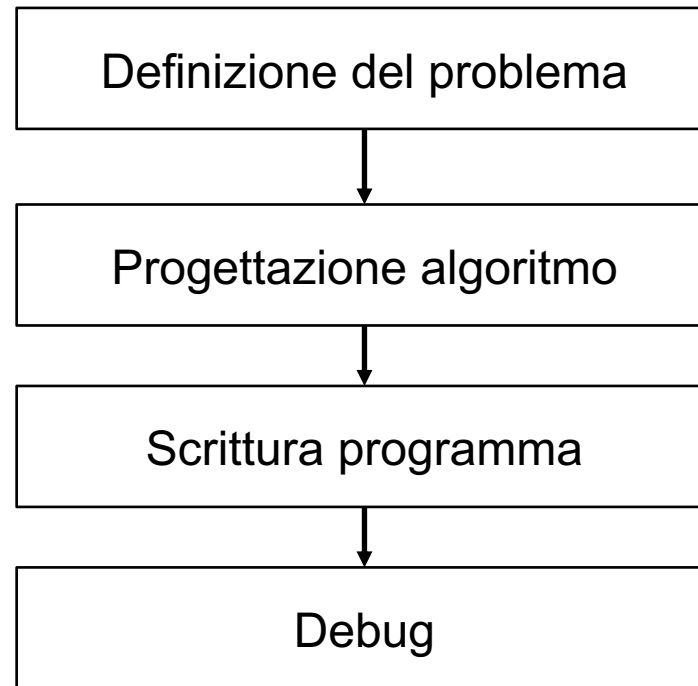 Definizione del problema
Progettazione algoritmo
Scrittura programma
Debug